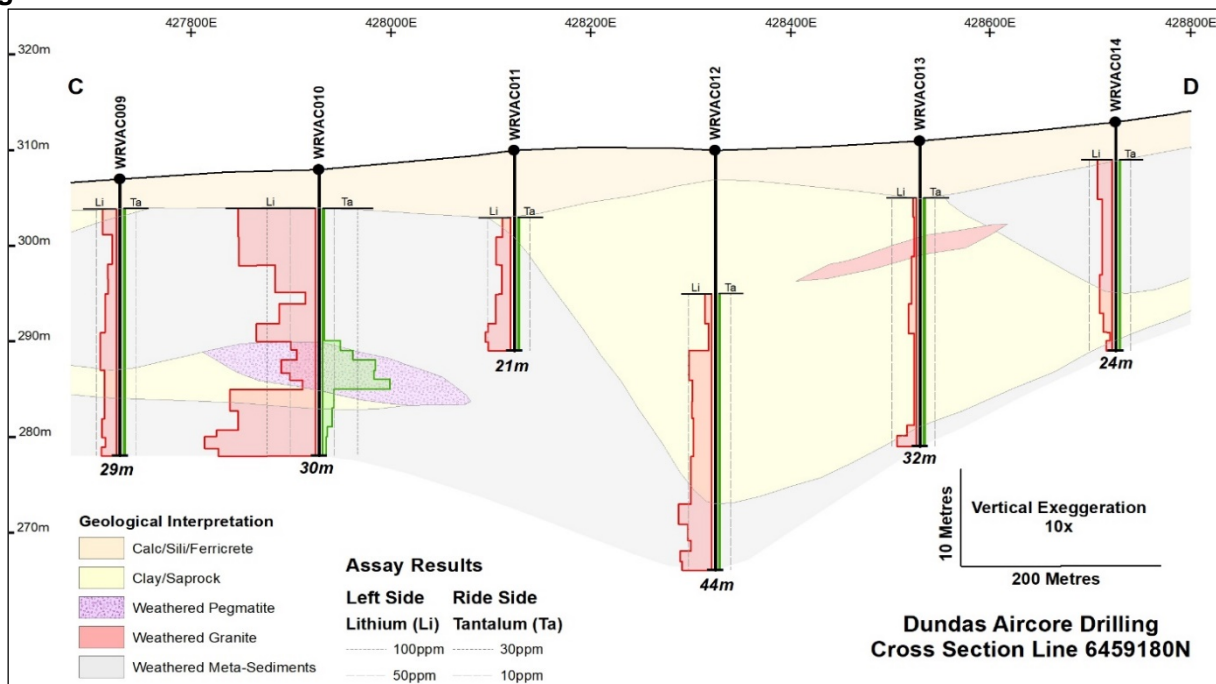 g
427800E 428000E 428200E 428400E 428600E 428800E
320m
310m
300m
290m
280m
270m
C
D
WRVAC009
WRVAC010
WRVAC011
WRVAC012
WRVAC013
WRVAC014
Li Ta
Li Ta
Li Ta
Li Ta
Li Ta
Li Ta
29m
30m
21m
44m
32m
24m
Geological Interpretation
Calc/Sili/Ferricrete
Clay/Saprock
Weathered Pegmatite
Weathered Granite
Weathered Meta-Sediments
Assay Results
Left Side Ride Side
Lithium (Li) Tantalum (Ta)
100ppm 30ppm
50ppm 10ppm
10 Metres
Vertical Exeggeration
10x
200 Metres
Dundas Aircore Drilling
Cross Section Line 6459180N